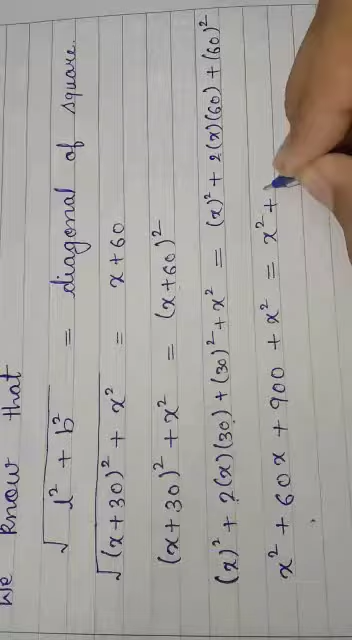 We know that
√l² + b² = diagonal of square.
√(x+30)² + x² = x+60
(x+30)² + x² = (x+60)²
(x)² + 2(x)(30) + (30)² + x² = (x)² + 2(x)(60) + (60)²
x² + 60x + 900 + x² = x² +